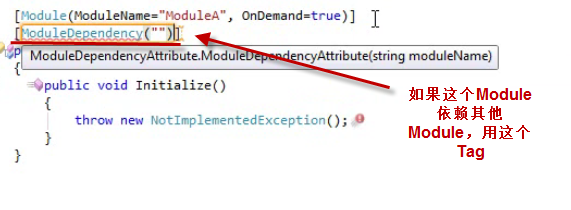 [Module(ModuleName="ModuleA", OnDemand=true)]
[ModuleDependency("")]
p
ModuleDependencyAttribute.ModuleDependencyAttribute(string moduleName)
{
public void Initialize()
{
throw new NotImplementedException();
}
}
如果这个Module
依赖其他
Module，用这个
Tag